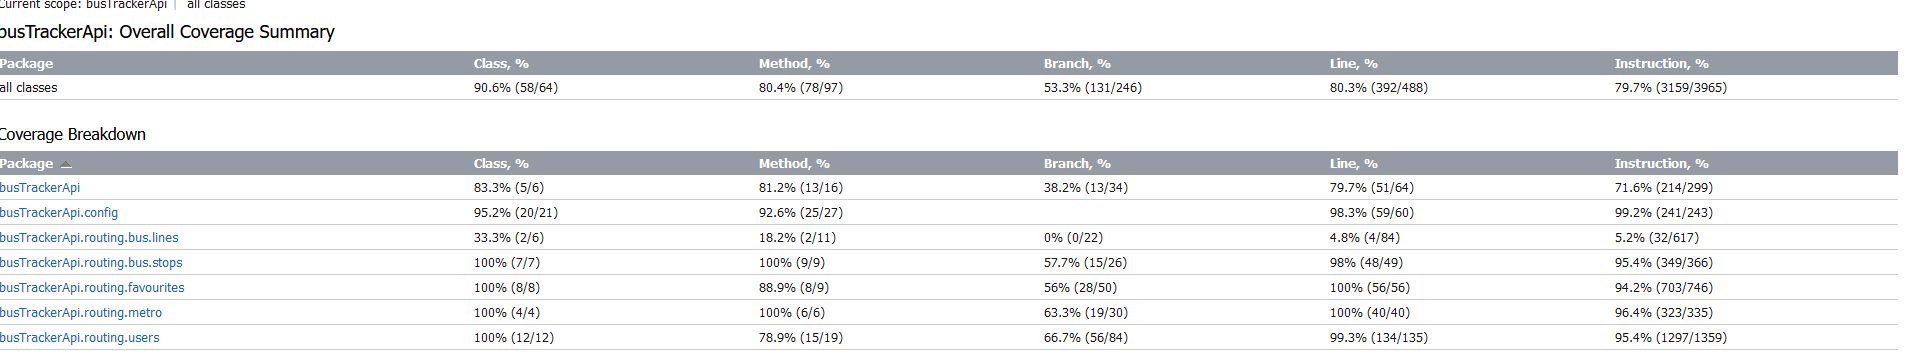 Current scope: busTrackerApi | all classes
busTrackerApi: Overall Coverage Summary
Package Class, % Method, % Branch, % Line, % Instruction, %
all classes 90.6% (58/64) 80.4% (78/97) 53.3% (131/246) 80.3% (392/488) 79.7% (3159/3965)
Coverage Breakdown
Package Class, % Method, % Branch, % Line, % Instruction, %
busTrackerApi 83.3% (5/6) 81.2% (13/16) 38.2% (13/34) 79.7% (51/64) 71.6% (214/299)
busTrackerApi.config 95.2% (20/21) 92.6% (25/27) 98.3% (59/60) 99.2% (241/243)
busTrackerApi.routing.bus.lines 33.3% (2/6) 18.2% (2/11) 0% (0/22) 4.8% (4/84) 5.2% (32/617)
busTrackerApi.routing.bus.stops 100% (7/7) 100% (9/9) 57.7% (15/26) 98% (48/49) 95.4% (349/366)
busTrackerApi.routing.favourites 100% (8/8) 88.9% (8/9) 56% (28/50) 100% (56/56) 94.2% (703/746)
busTrackerApi.routing.metro 100% (4/4) 100% (6/6) 63.3% (19/30) 100% (40/40) 96.4% (323/335)
busTrackerApi.routing.users 100% (12/12) 78.9% (15/19) 66.7% (56/84) 99.3% (134/135) 95.4% (1297/1359)